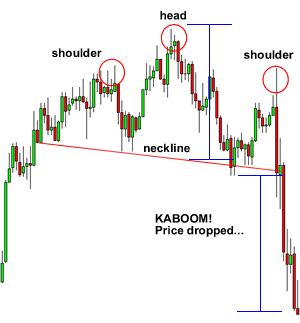 head
shoulder
shoulder
neckline
KABOOM!
Price dropped...